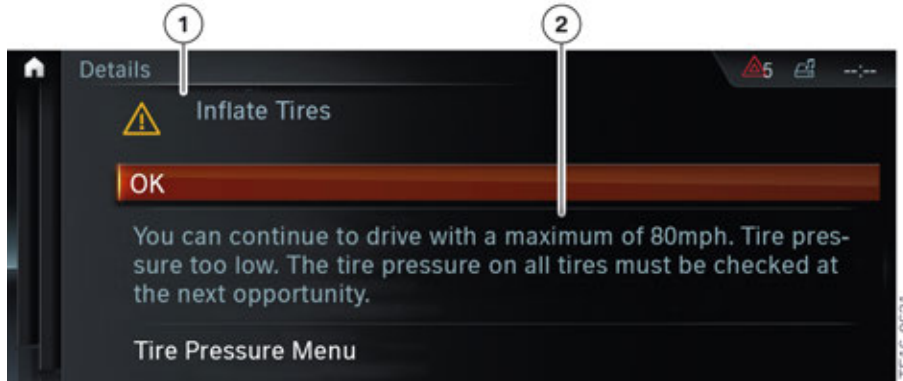 1 2
Details 5 --:--
Inflate Tires
OK
You can continue to drive with a maximum of 80mph. Tire pres-
sure too low. The tire pressure on all tires must be checked at
the next opportunity.
Tire Pressure Menu